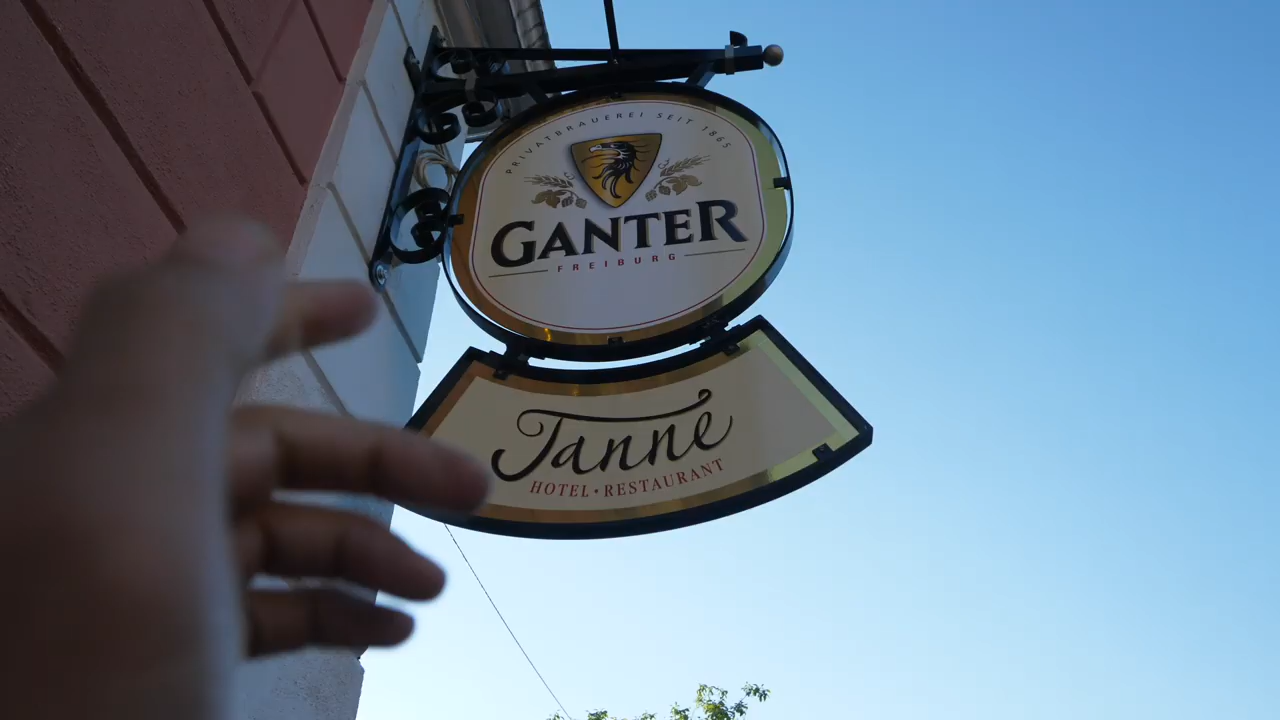 PRIVATBRAUEREI SEIT 1865
GANTER
FREIBURG
Tanne
HOTEL • RESTAURANT